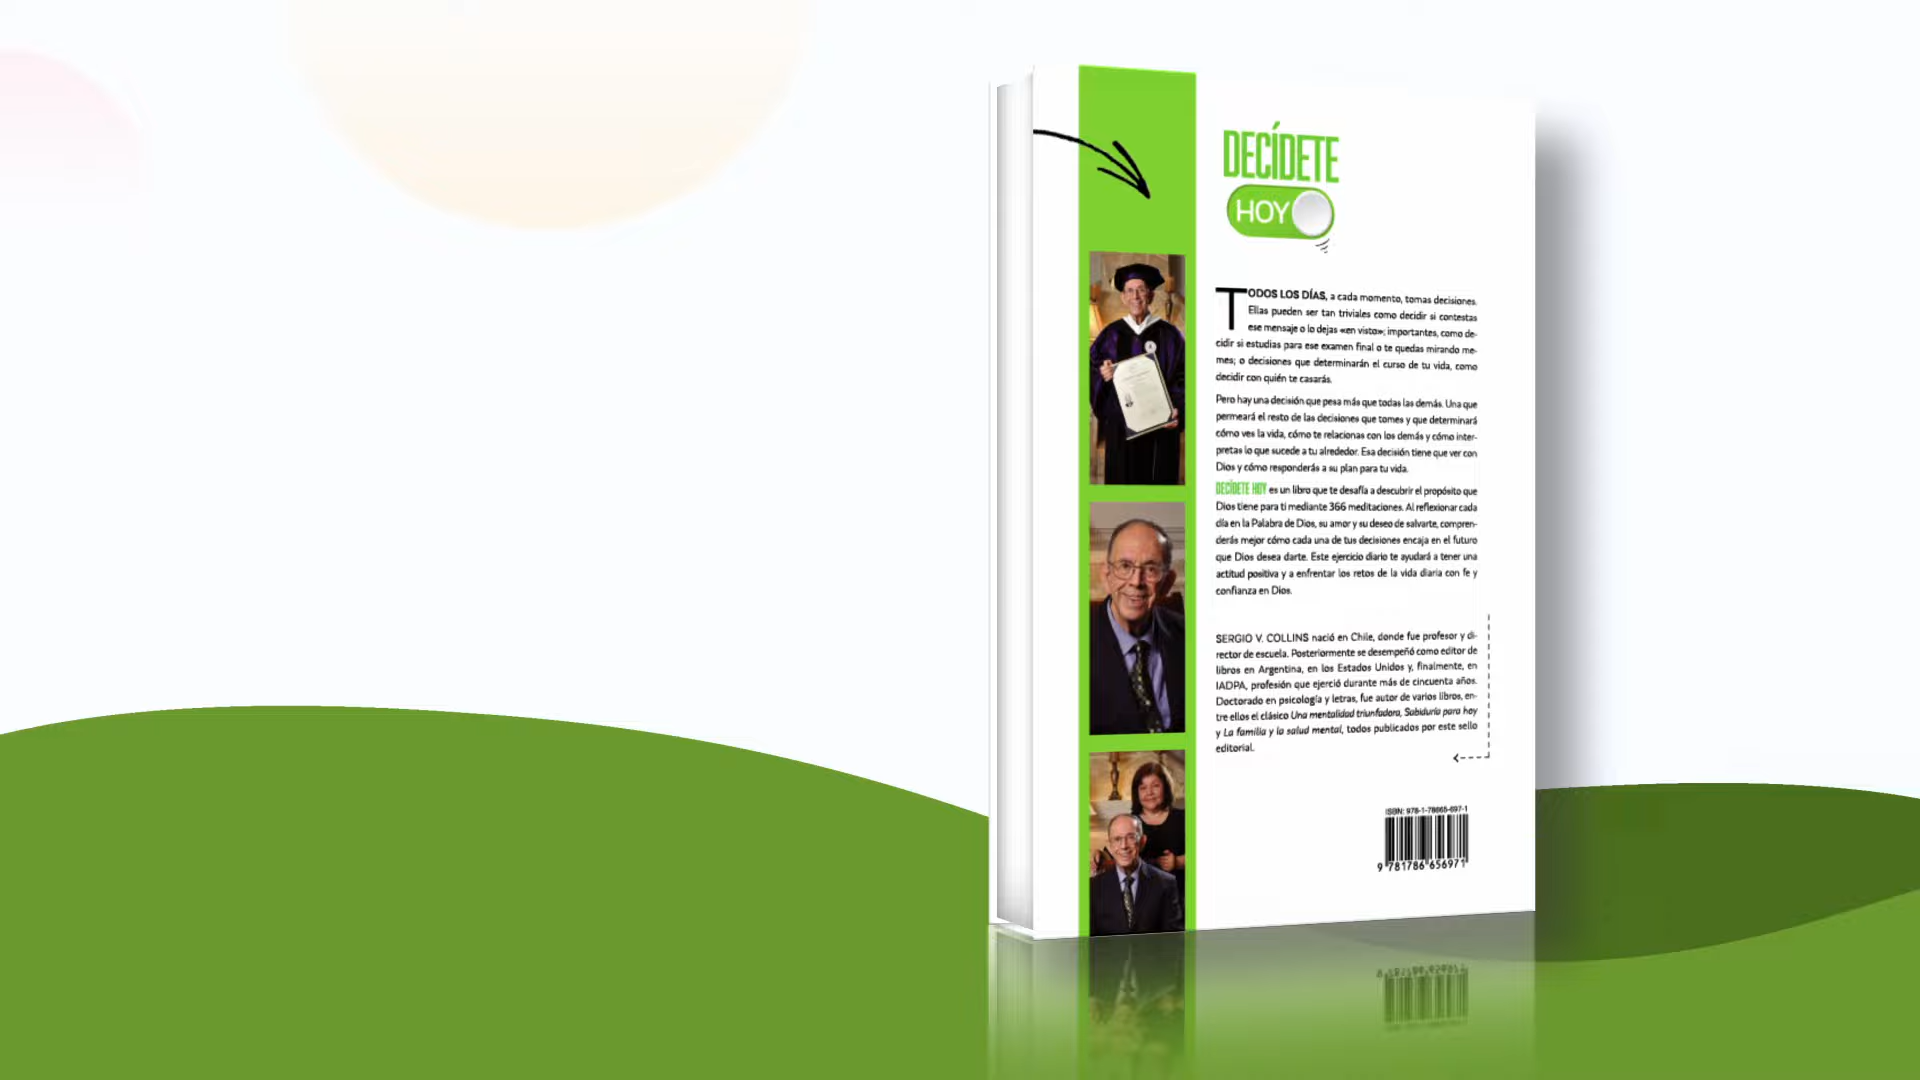 DECÍDETE
HOY
TODOS LOS DÍAS, a cada momento, tomas decisiones.
Ellas pueden ser tan triviales como decidir si contestas
ese mensaje o lo dejas «en visto»; importantes, como de-
cidir si estudias para ese examen final o te quedas mirando me-
mes; o decisiones que determinarán el curso de tu vida, como
decidir con quién te casarás.
Pero hay una decisión que pesa más que todas las demás. Una que
permeará el resto de las decisiones que tomes y que determinará
cómo ves la vida, cómo te relacionas con los demás y cómo inter-
pretas lo que sucede a tu alrededor. Esa decisión tiene que ver con
Dios y cómo responderás a su plan para tu vida.
DECÍDETE HOY es un libro que te desafía a descubrir el propósito que
Dios tiene para ti mediante 366 meditaciones. Al reflexionar cada
día en la Palabra de Dios, su amor y su deseo de salvarte, compren-
derás mejor cómo cada una de tus decisiones encaja en el futuro
que Dios desea darte. Este ejercicio diario te ayudará a tener una
actitud positiva y a enfrentar los retos de la vida diaria con fe y
confianza en Dios.
SERGIO V. COLLINS nació en Chile, donde fue profesor y di-
rector de escuela. Posteriormente se desempeñó como editor de
libros en Argentina, en los Estados Unidos y, finalmente, en
IADPA, profesión que ejerció durante más de cincuenta años.
Doctorado en psicología y letras, fue autor de varios libros, en-
tre ellos el clásico Una mentalidad triunfadora, Sabiduría para hoy
y La familia y la salud mental, todos publicados por este sello
editorial.
ISBN: 978-1-78665-697-1
9 781786 656971